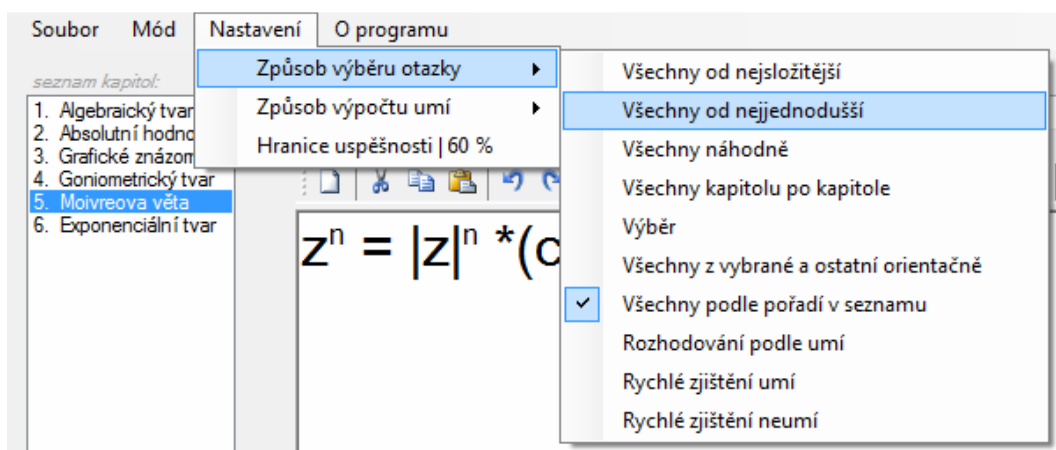 Soubor Mód Nastavení O programu
seznam kapitol:
1. Algebraický tvar
2. Absolutní hodno
3. Grafické znázorn
4. Goniometrický tvar
5. Moivreova věta
6. Exponenciální tvar
Způsob výběru otazky
Způsob výpočtu umí
Hranice uspěšnosti | 60 %
Všechny od nejsložitější
Všechny od nejjednodušší
Všechny náhodně
Všechny kapitolu po kapitole
Výběr
Všechny z vybrané a ostatní orientačně
Všechny podle pořadí v seznamu
Rozhodování podle umí
Rychlé zjištění umí
Rychlé zjištění neumí
zⁿ = |z|ⁿ *(c